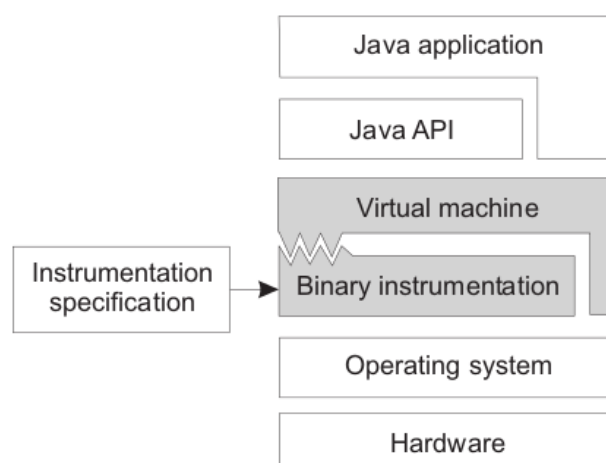 Java application
Java API
Virtual machine
Instrumentation
specification
Binary instrumentation
Operating system
Hardware